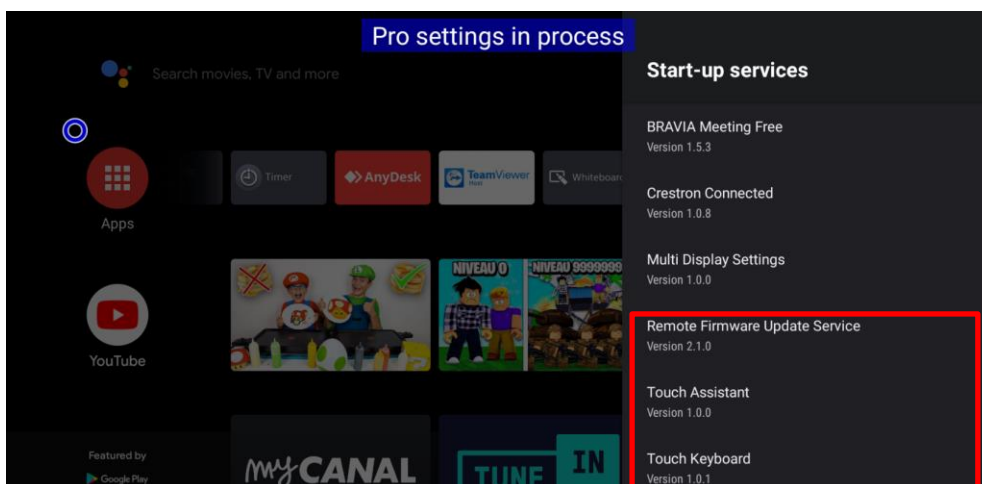 Pro settings in process
Search movies, TV and more
Start-up services
BRAVIA Meeting Free
Version 1.5.3
Timer
AnyDesk
TeamViewer
Host
Whiteboard
Crestron Connected
Version 1.0.8
Apps
Multi Display Settings
Version 1.0.0
NIVEAU 0
NIVEAU 9999999
Remote Firmware Update Service
Version 2.1.0
YouTube
Touch Assistant
Version 1.0.0
Featured by
Google Play
myCANAL
TUNE IN
Touch Keyboard
Version 1.0.1